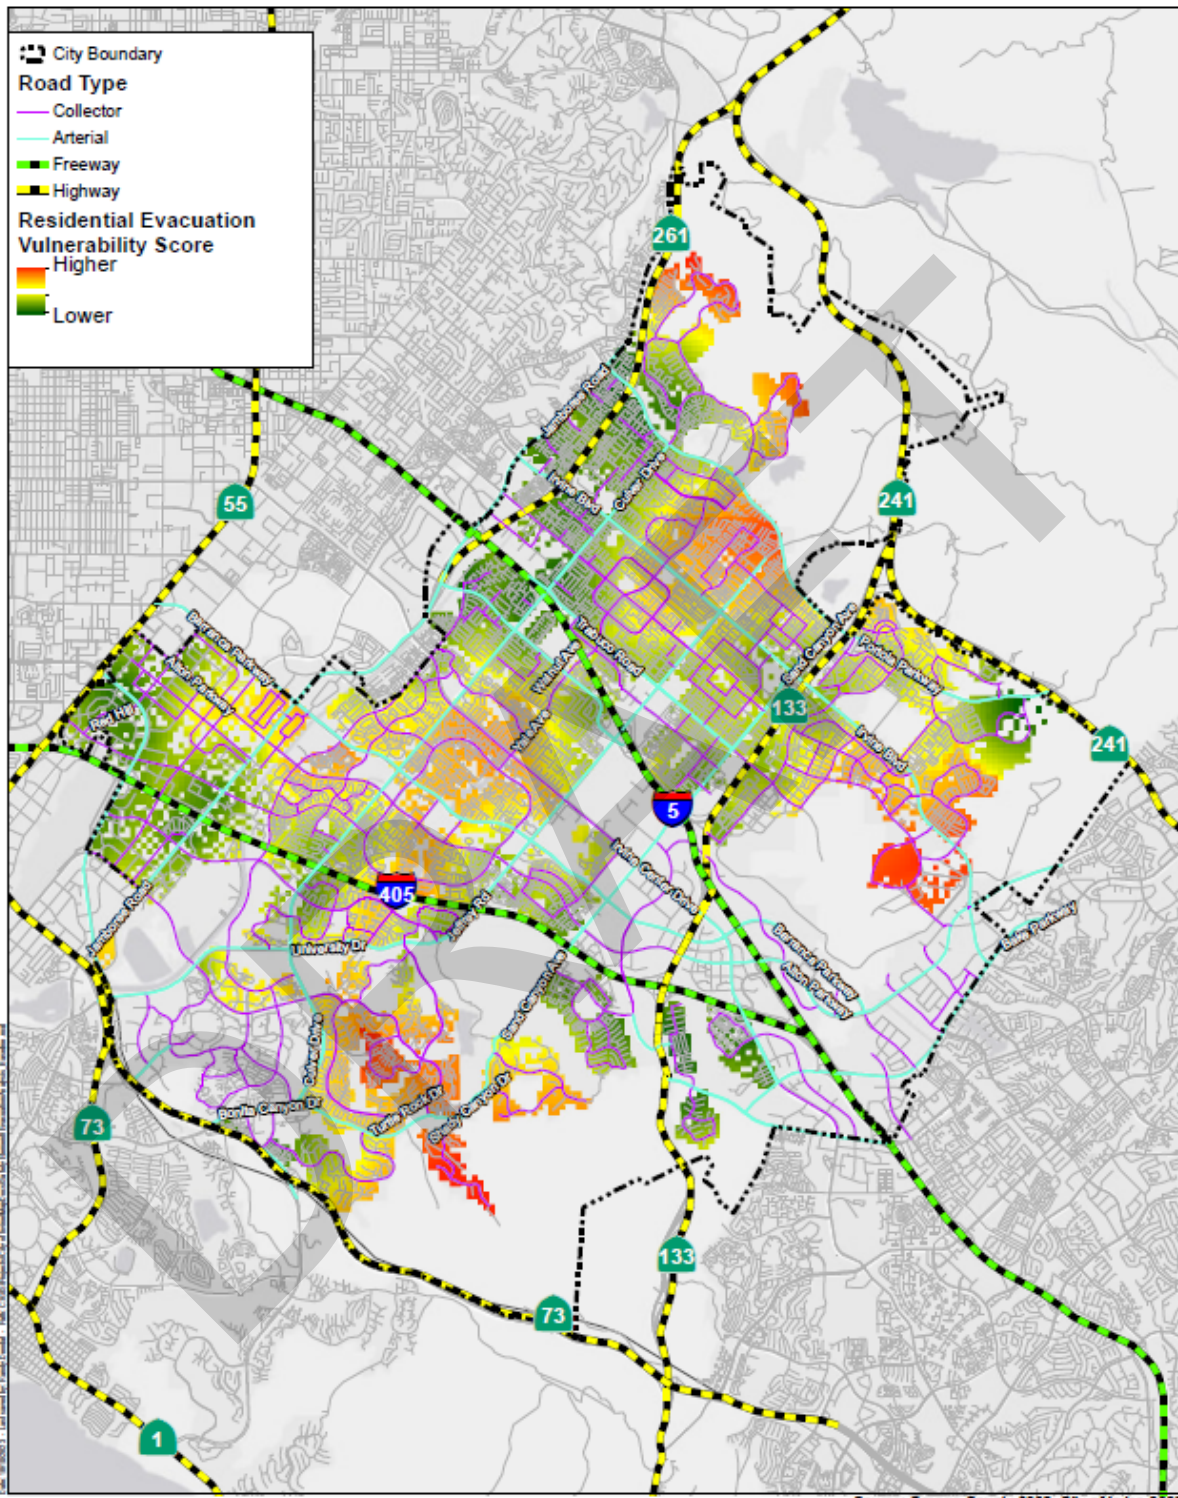 City Boundary
Road Type
Collector
Arterial
Freeway
Highway
Residential Evacuation
Vulnerability Score
Higher
Lower
261
Jamboree Road
Irvine Blvd
Culver Drive
55
241
Barranca Parkway
Alton Parkway
Red Hill
Walnut Ave
Trabuco Road
Yale Ave
Sand Canyon Ave
Portola Parkway
133
Irvine Blvd
241
5
405
Irvine Center Drive
Jamboree Road
University Dr
Jeffrey Rd
Barranca Parkway
Alton Parkway
Bake Parkway
Sand Canyon Ave
Culver Drive
Bonita Canyon Dr
Turtle Rock Dr
Shady Canyon Dr
73
133
73
1
DRAFT